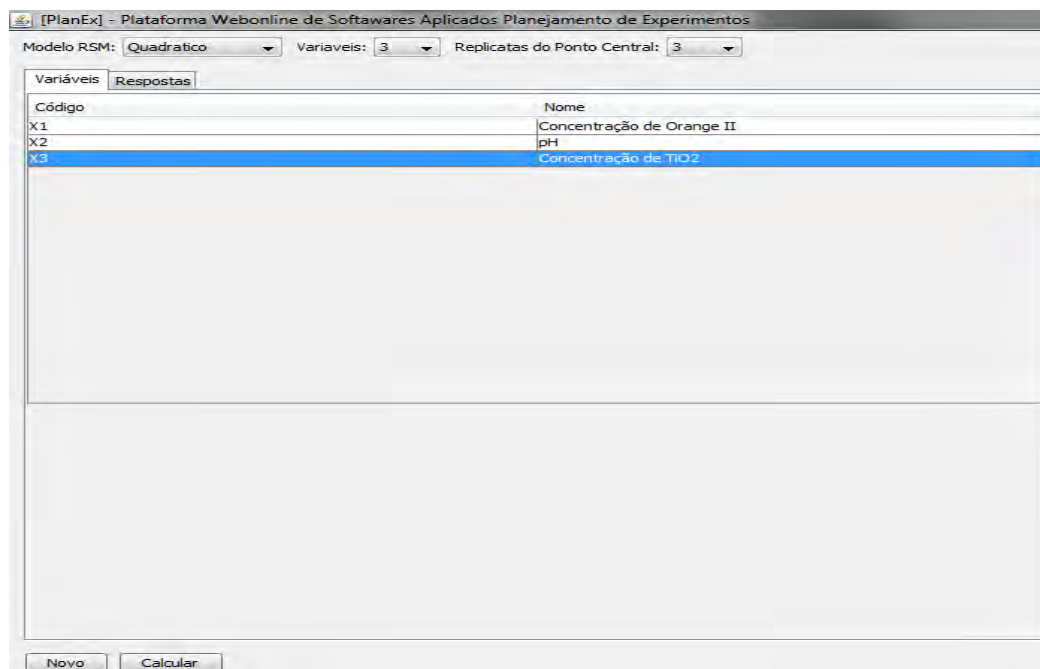 [PlanEx] - Plataforma Webonline de Softawares Aplicados Planejamento de Experimentos
Modelo RSM: Quadratico Variaveis: 3 Replicatas do Ponto Central: 3
Variáveis Respostas
Código Nome
X1 Concentração de Orange II
X2 pH
X3 Concentração de TiO2
Novo Calcular